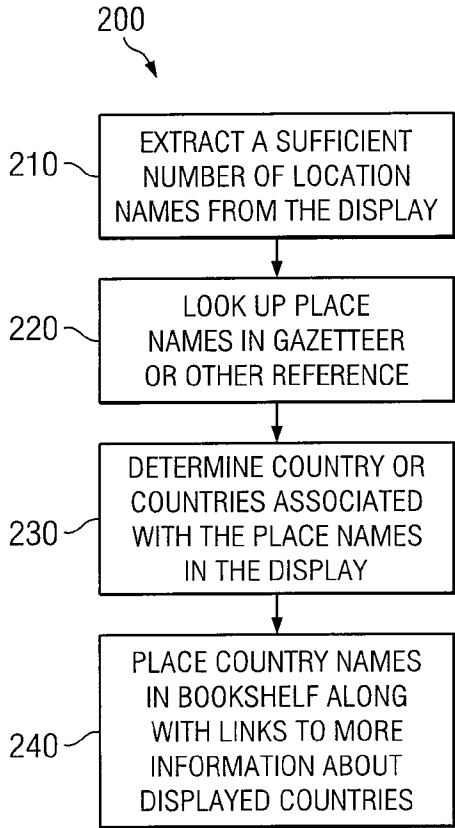 200
210
EXTRACT A SUFFICIENT
NUMBER OF LOCATION
NAMES FROM THE DISPLAY
220
LOOK UP PLACE
NAMES IN GAZETTEER
OR OTHER REFERENCE
230
DETERMINE COUNTRY OR
COUNTRIES ASSOCIATED
WITH THE PLACE NAMES
IN THE DISPLAY
240
PLACE COUNTRY NAMES
IN BOOKSHELF ALONG
WITH LINKS TO MORE
INFORMATION ABOUT
DISPLAYED COUNTRIES